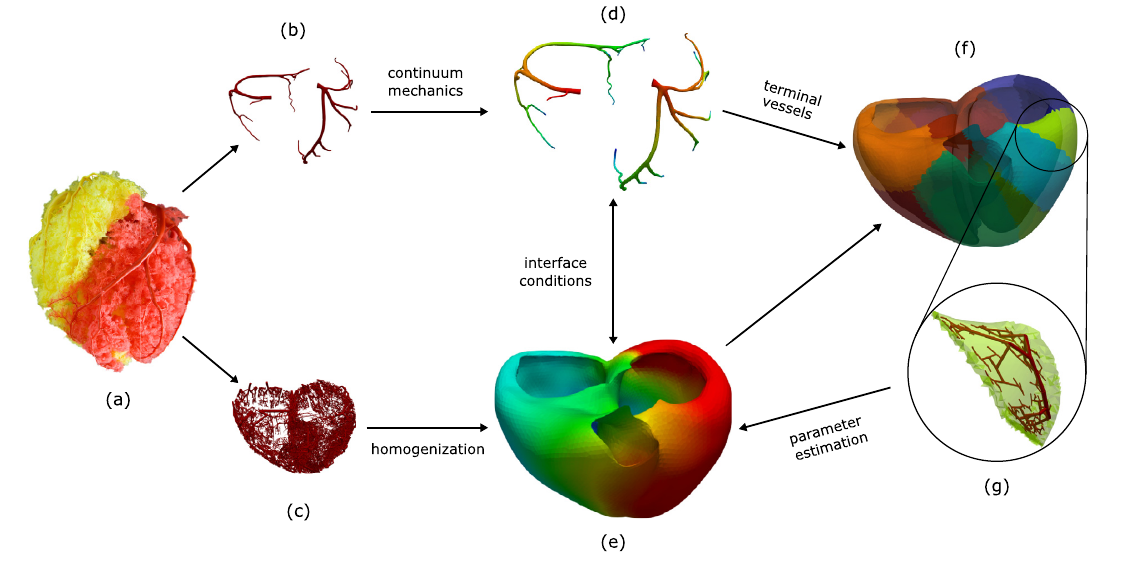 (d)
(b)
(f)
continuum
mechanics
terminal
vessels
interface
conditions
(a)
parameter
estimation
homogenization
(g)
(c)
(e)